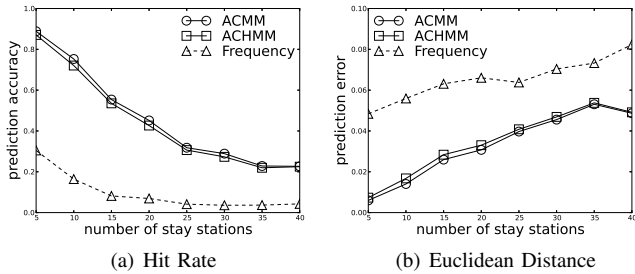 ACMM
ACHMM
Frequency
prediction accuracy
1.0
0.8
0.6
0.4
0.2
0.0
5 10 15 20 25 30 35 40
number of stay stations
(a) Hit Rate
ACMM
ACHMM
Frequency
prediction error
0.10
0.08
0.06
0.04
0.02
0.00
5 10 15 20 25 30 35 40
number of stay stations
(b) Euclidean Distance